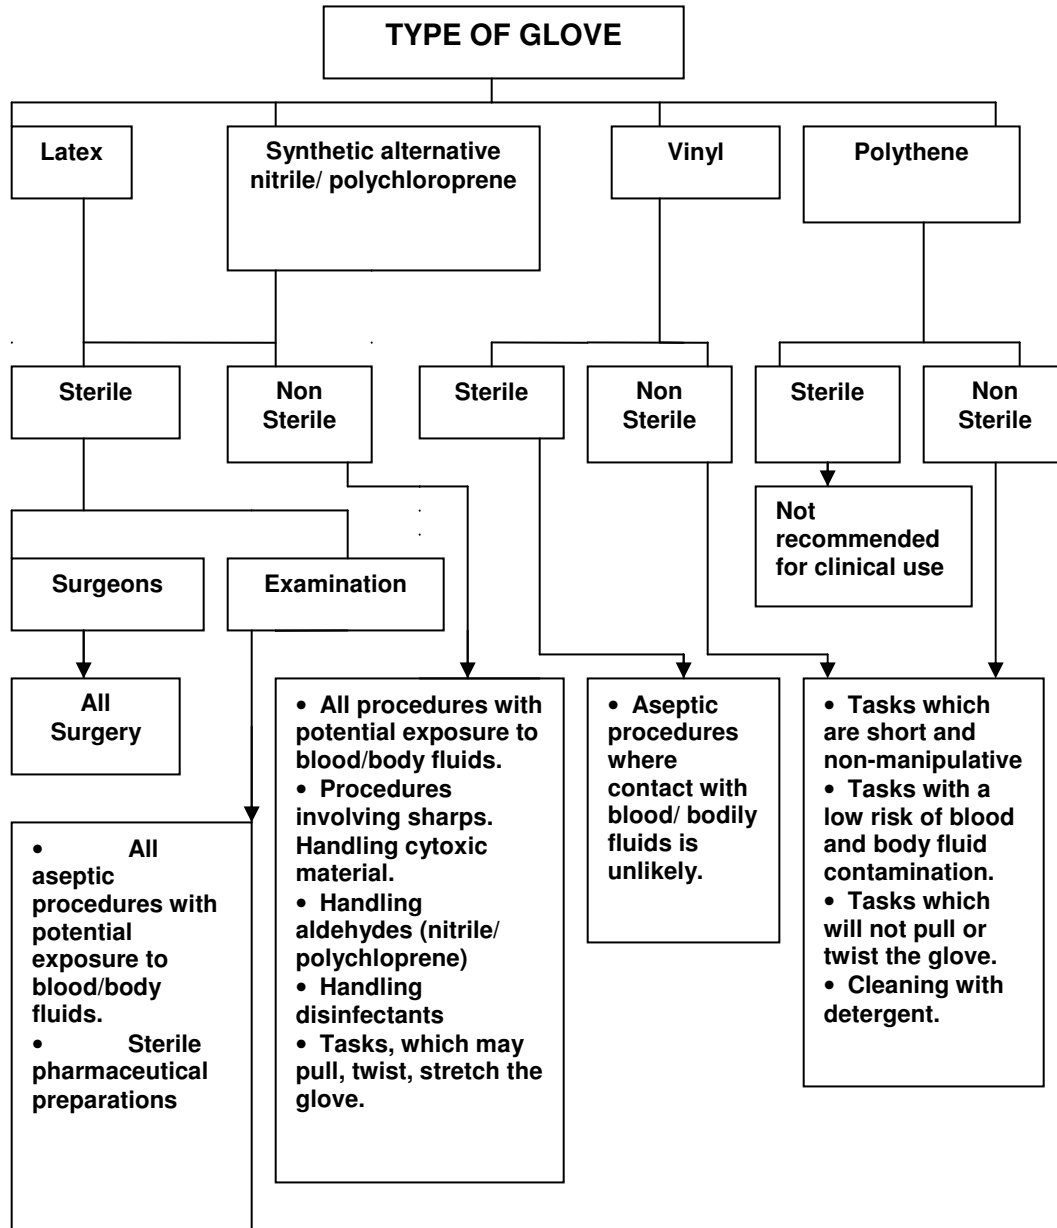 TYPE OF GLOVE
Latex
Synthetic alternative
nitrile/ polychloroprene
Vinyl
Polythene
Sterile
Non
Sterile
Sterile
Non
Sterile
Sterile
Non
Sterile
Not
recommended
for clinical use
Surgeons
Examination
All
Surgery
• All
aseptic
procedures with
potential
exposure to
blood/body
fluids.
• Sterile
pharmaceutical
preparations
• All procedures with
potential exposure to
blood/body fluids.
• Procedures
involving sharps.
Handling cytoxic
material.
• Handling
aldehydes (nitrile/
polychloprene)
• Handling
disinfectants
• Tasks, which may
pull, twist, stretch the
glove.
• Aseptic
procedures
where
contact with
blood/ bodily
fluids is
unlikely.
• Tasks which
are short and
non-manipulative
• Tasks with a
low risk of blood
and body fluid
contamination.
• Tasks which
will not pull or
twist the glove.
• Cleaning with
detergent.